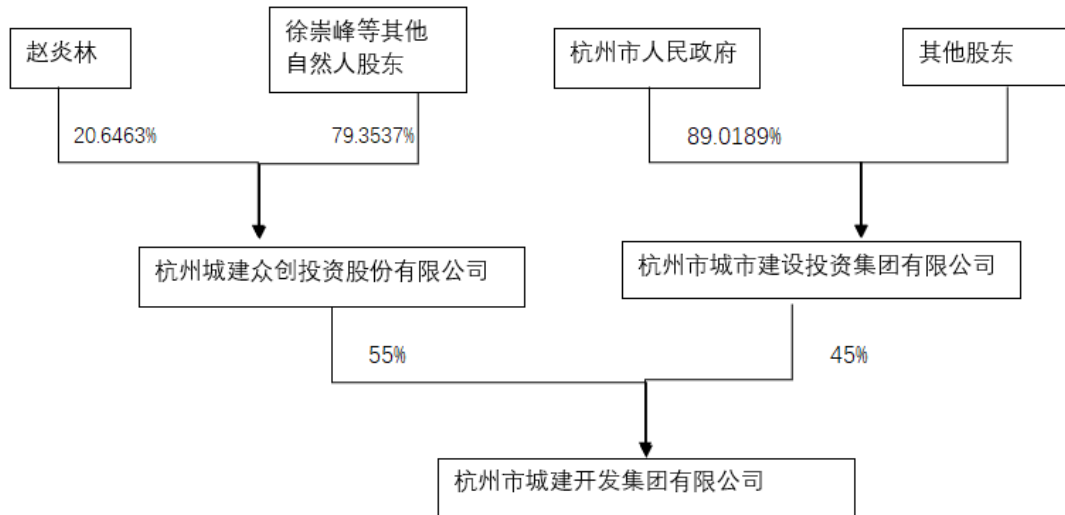 赵炎林
徐崇峰等其他
自然人股东
杭州市人民政府
其他股东
20.6463%
79.3537%
89.0189%
杭州城建众创投资股份有限公司
杭州市城市建设投资集团有限公司
55%
45%
杭州市城建开发集团有限公司